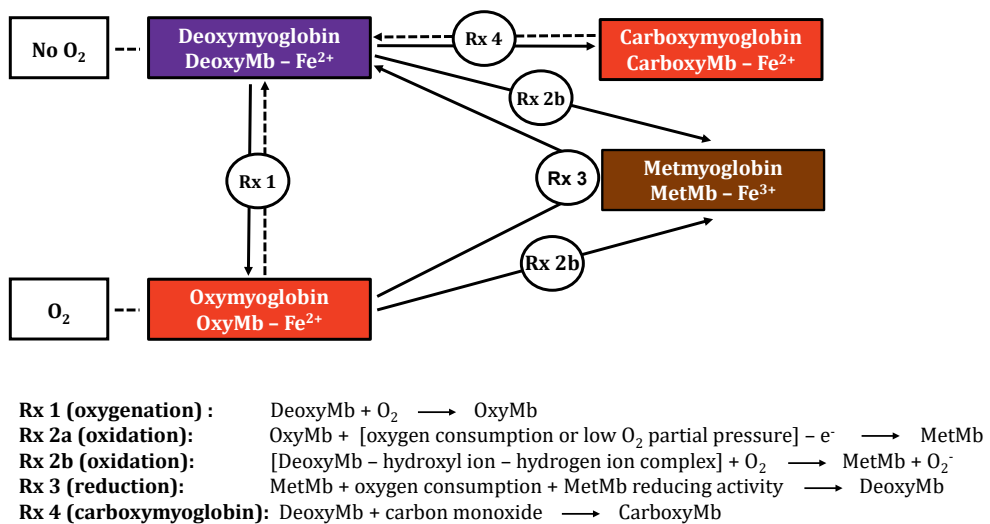 No O₂
Deoxymyoglobin
DeoxyMb – Fe²⁺
Rx 4
Carboxymyoglobin
CarboxyMb – Fe²⁺
Rx 2b
Rx 1
Rx 3
Metmyoglobin
MetMb – Fe³⁺
Rx 2b
O₂
Oxymyoglobin
OxyMb – Fe²⁺
Rx 1 (oxygenation) : DeoxyMb + O₂ ⟶ OxyMb
Rx 2a (oxidation): OxyMb + [oxygen consumption or low O₂ partial pressure] – e⁻ ⟶ MetMb
Rx 2b (oxidation): [DeoxyMb – hydroxyl ion – hydrogen ion complex] + O₂ ⟶ MetMb + O₂⁻
Rx 3 (reduction): MetMb + oxygen consumption + MetMb reducing activity ⟶ DeoxyMb
Rx 4 (carboxymyoglobin): DeoxyMb + carbon monoxide ⟶ CarboxyMb